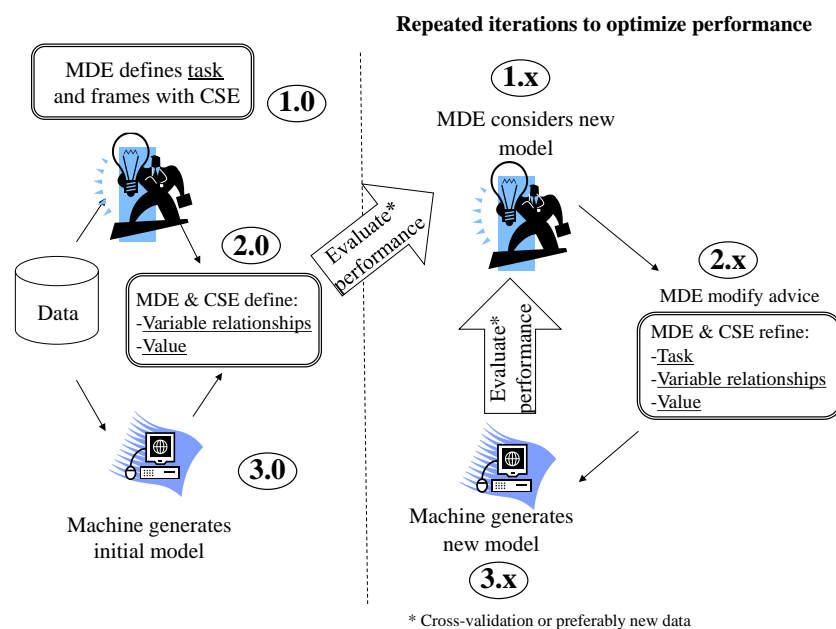 Repeated iterations to optimize performance
MDE defines task
and frames with CSE
1.0
2.0
Data
MDE & CSE define:
-Variable relationships
-Value
3.0
Machine generates
initial model
Evaluate*
performance
1.x
MDE considers new
model
2.x
MDE modify advice
MDE & CSE refine:
-Task
-Variable relationships
-Value
Evaluate*
performance
Machine generates
new model
3.x
* Cross-validation or preferably new data